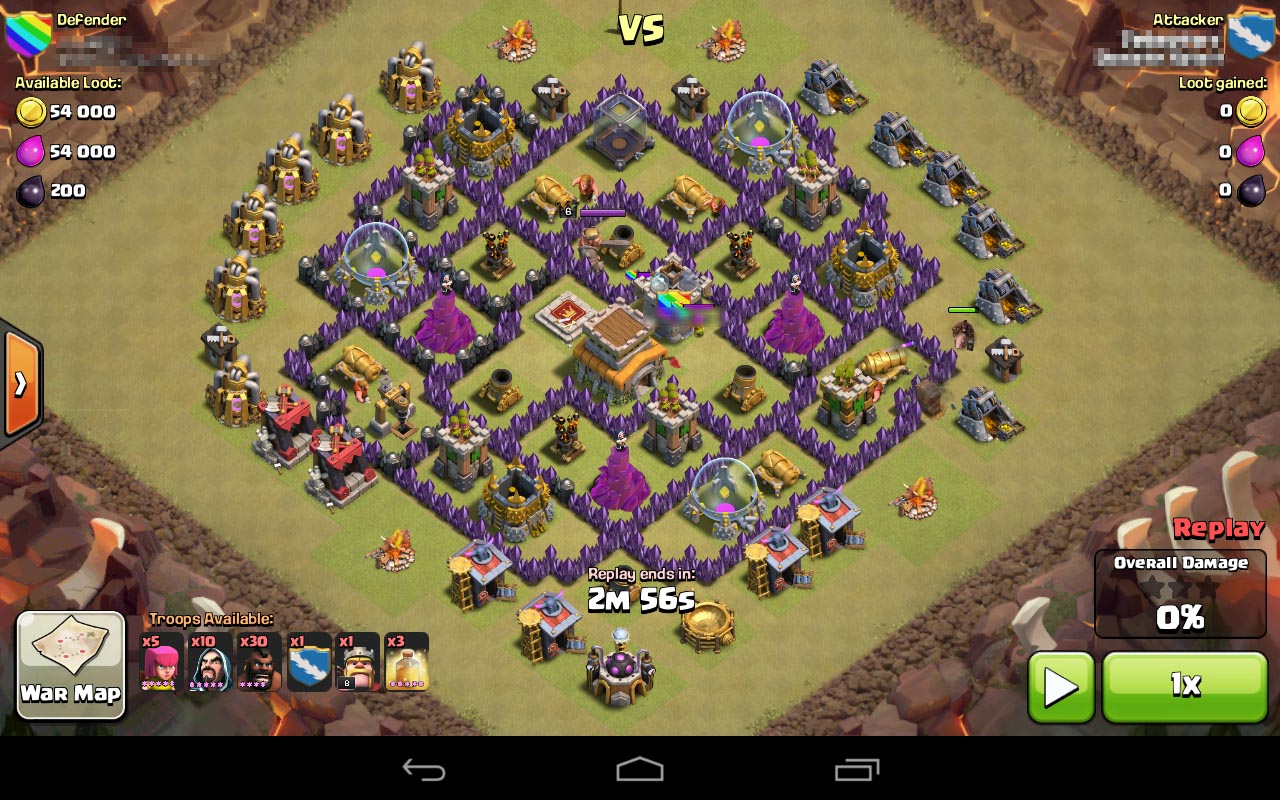 Defender
VS
Attacker
Available Loot:
54 000
54 000
200
Loot gained:
0
0
0
6
Replay ends in:
2m 56s
Replay
Overall Damage
0%
Troops Available:
x5 x10 x30 x1 x1 x3
8
War Map
1x